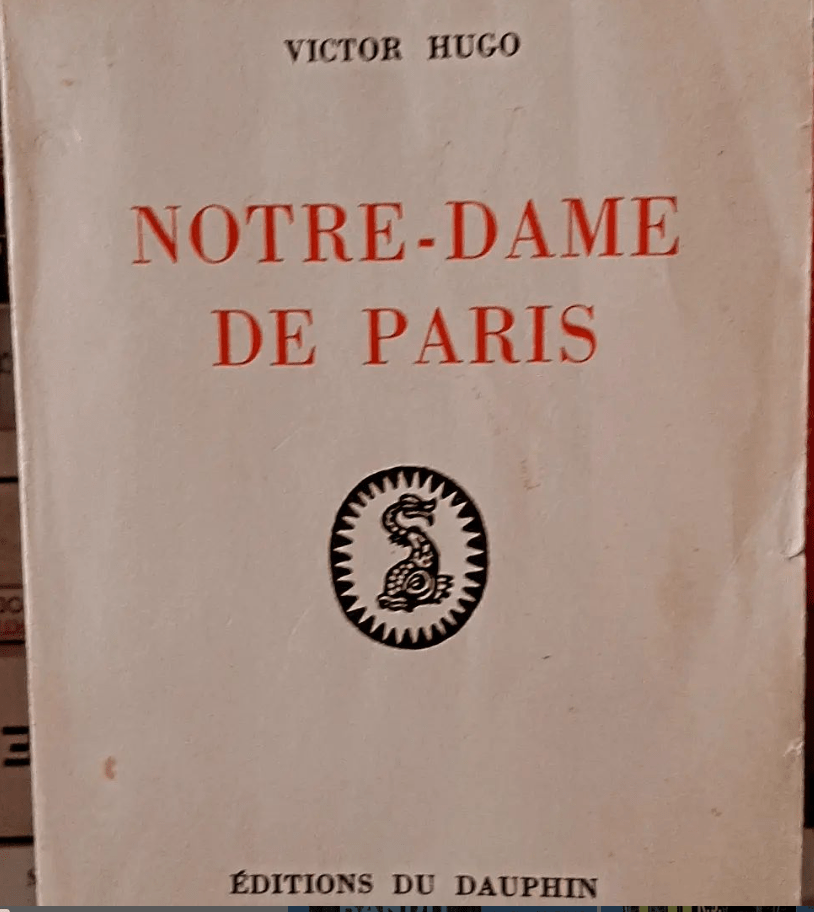 VICTOR HUGO
NOTRE-DAME
DE PARIS
ÉDITIONS DU DAUPHIN